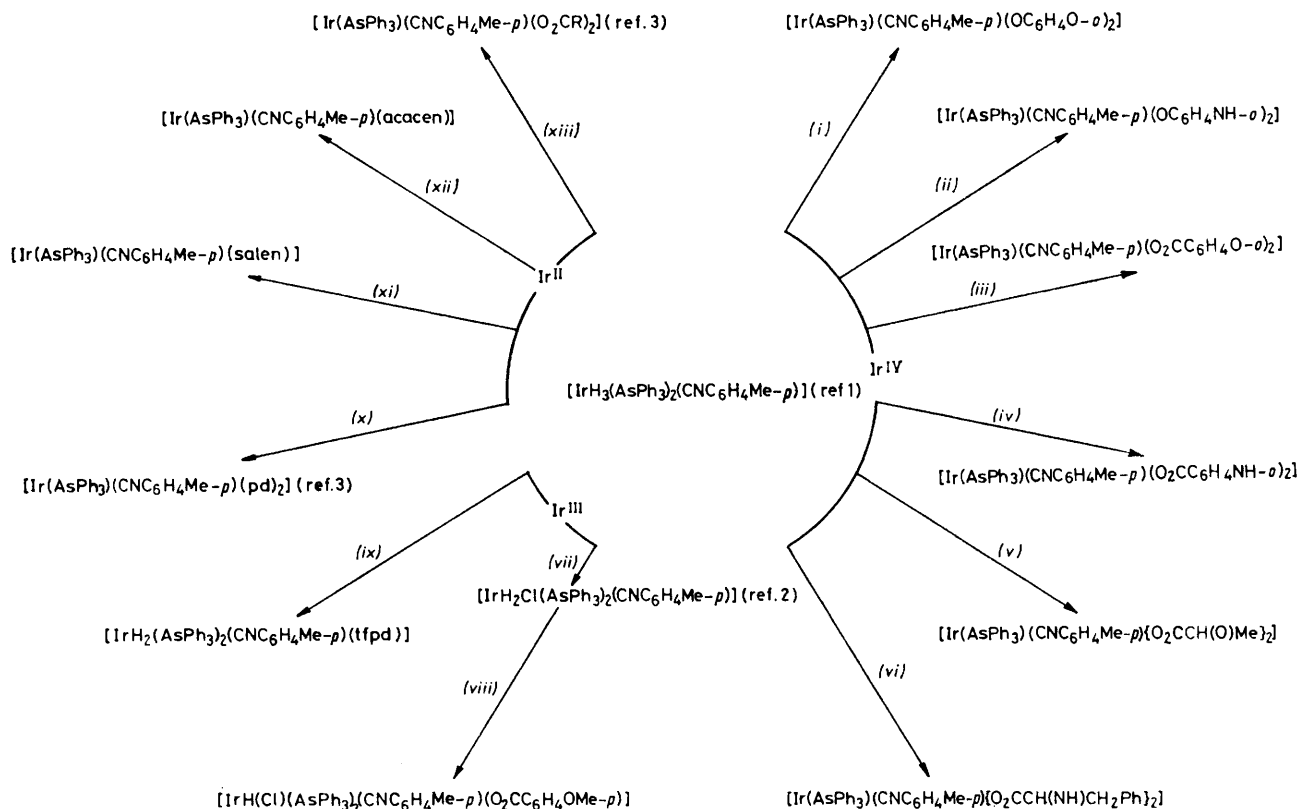 [Ir(AsPh₃)(CNC₆H₄Me-p)(O₂CR)₂](ref.3)
[Ir(AsPh₃)(CNC₆H₄Me-p)(OC₆H₄O-o)₂]
[Ir(AsPh₃)(CNC₆H₄Me-p)(acacen)]
[Ir(AsPh₃)(CNC₆H₄Me-p)(OC₆H₄NH-o)₂]
(xiii)
(i)
(xii)
(ii)
[Ir(AsPh₃)(CNC₆H₄Me-p)(salen)]
[Ir(AsPh₃)(CNC₆H₄Me-p)(O₂CC₆H₄O-o)₂]
Irᴵᴵ
(xi)
(iii)
Irᴵⱽ
[IrH₃(AsPh₃)₂(CNC₆H₄Me-p)](ref1)
(x)
(iv)
[Ir(AsPh₃)(CNC₆H₄Me-p)(pd)₂](ref.3)
[Ir(AsPh₃)(CNC₆H₄Me-p)(O₂CC₆H₄NH-o)₂]
Irᴵᴵᴵ
(ix)
(vii)
(v)
[IrH₂Cl(AsPh₃)₂(CNC₆H₄Me-p)](ref.2)
[IrH₂(AsPh₃)₂(CNC₆H₄Me-p)(tfpd)]
[Ir(AsPh₃)(CNC₆H₄Me-p){O₂CCH(O)Me}₂]
(viii)
(vi)
[IrH(Cl)(AsPh₃)₂(CNC₆H₄Me-p)(O₂CC₆H₄OMe-p)]
[Ir(AsPh₃)(CNC₆H₄Me-p){O₂CCH(NH)CH₂Ph}₂]